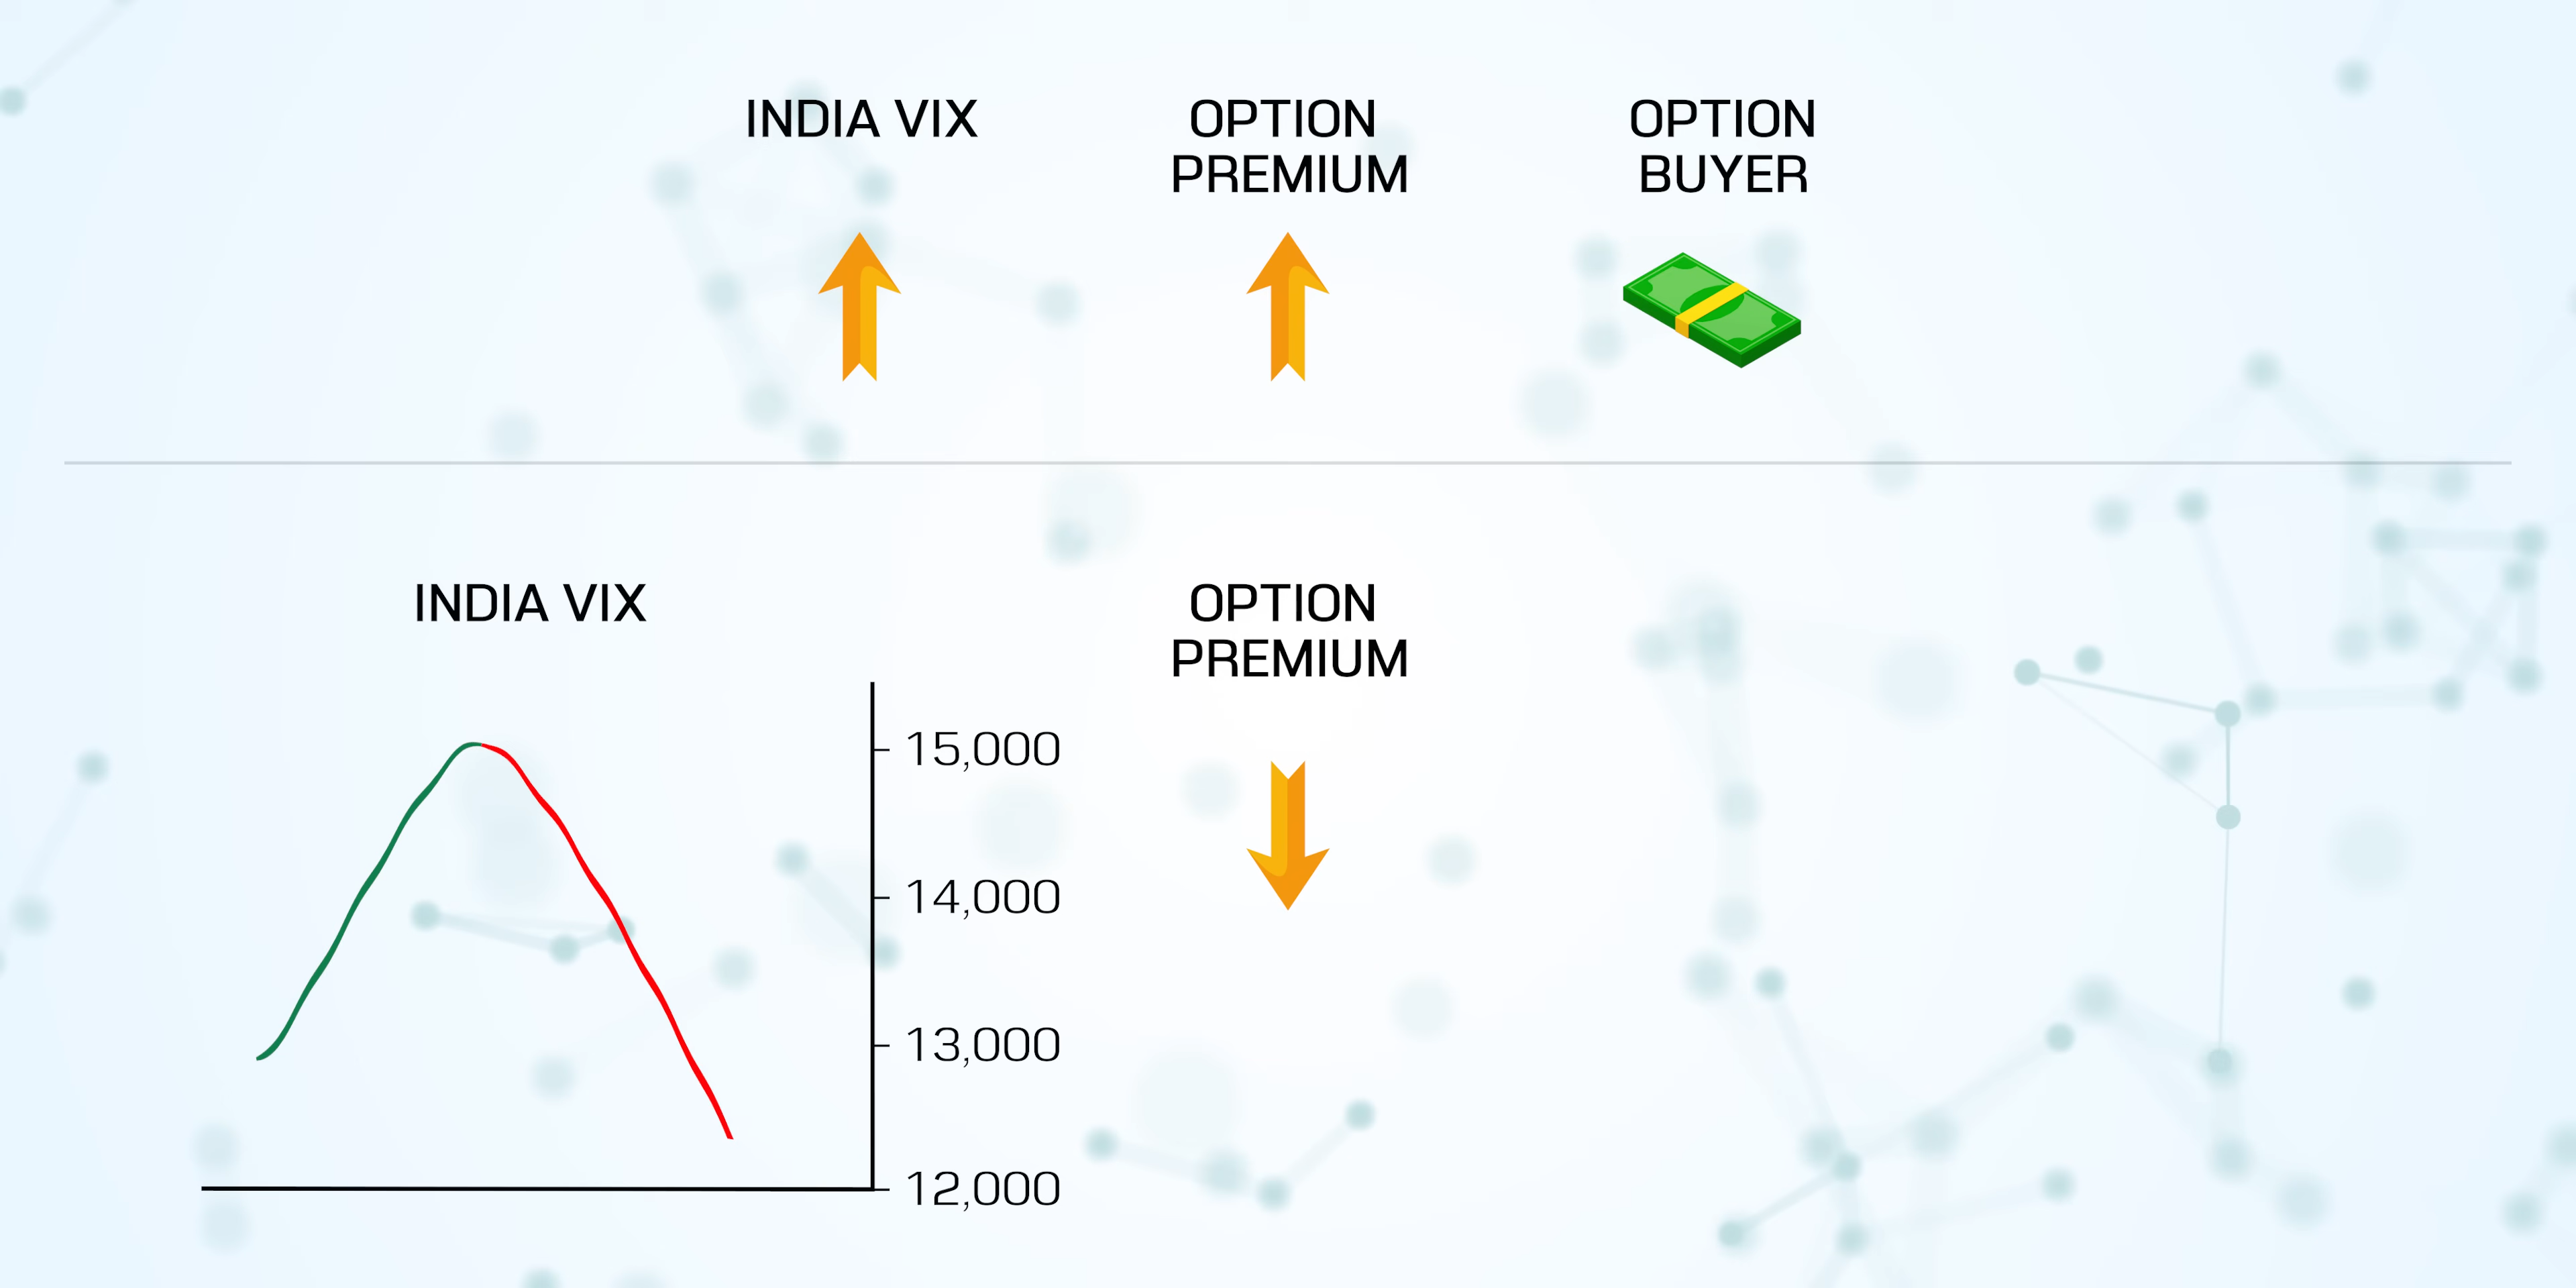 INDIA VIX
OPTION
PREMIUM
OPTION
BUYER
INDIA VIX
OPTION
PREMIUM
15,000
14,000
13,000
12,000